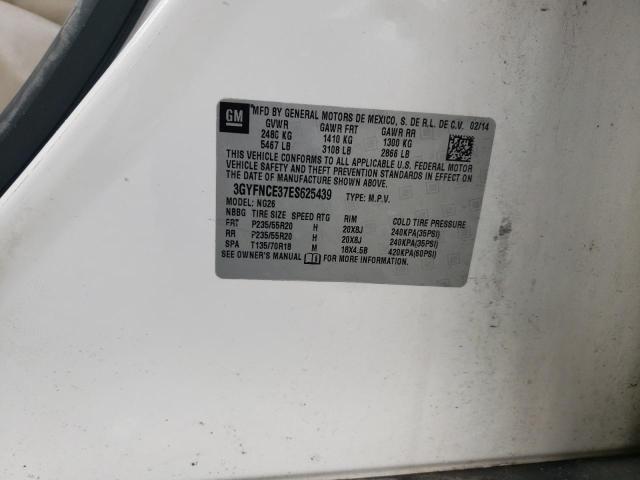 GM MFD BY GENERAL MOTORS DE MEXICO, S. DE R.L. DE C.V. 02/14
GVWR GAWR FRT GAWR RR
2480 KG 1410 KG 1300 KG
5467 LB 3108 LB 2866 LB
THIS VEHICLE CONFORMS TO ALL APPLICABLE U.S. FEDERAL MOTOR
VEHICLE SAFETY AND THEFT PREVENTION STANDARDS IN EFFECT ON
THE DATE OF MANUFACTURE SHOWN ABOVE.
3GYFNCE37ES625439 TYPE: M.P.V.
MODEL: NG26
NBBG TIRE SIZE SPEED RTG RIM COLD TIRE PRESSURE
FRT P235/55R20 H 20X8J 240KPA(35PSI)
RR P235/55R20 H 20X8J 240KPA(35PSI)
SPA T135/70R18 M 18X4.5B 420KPA(60PSI)
SEE OWNER'S MANUAL FOR MORE INFORMATION.